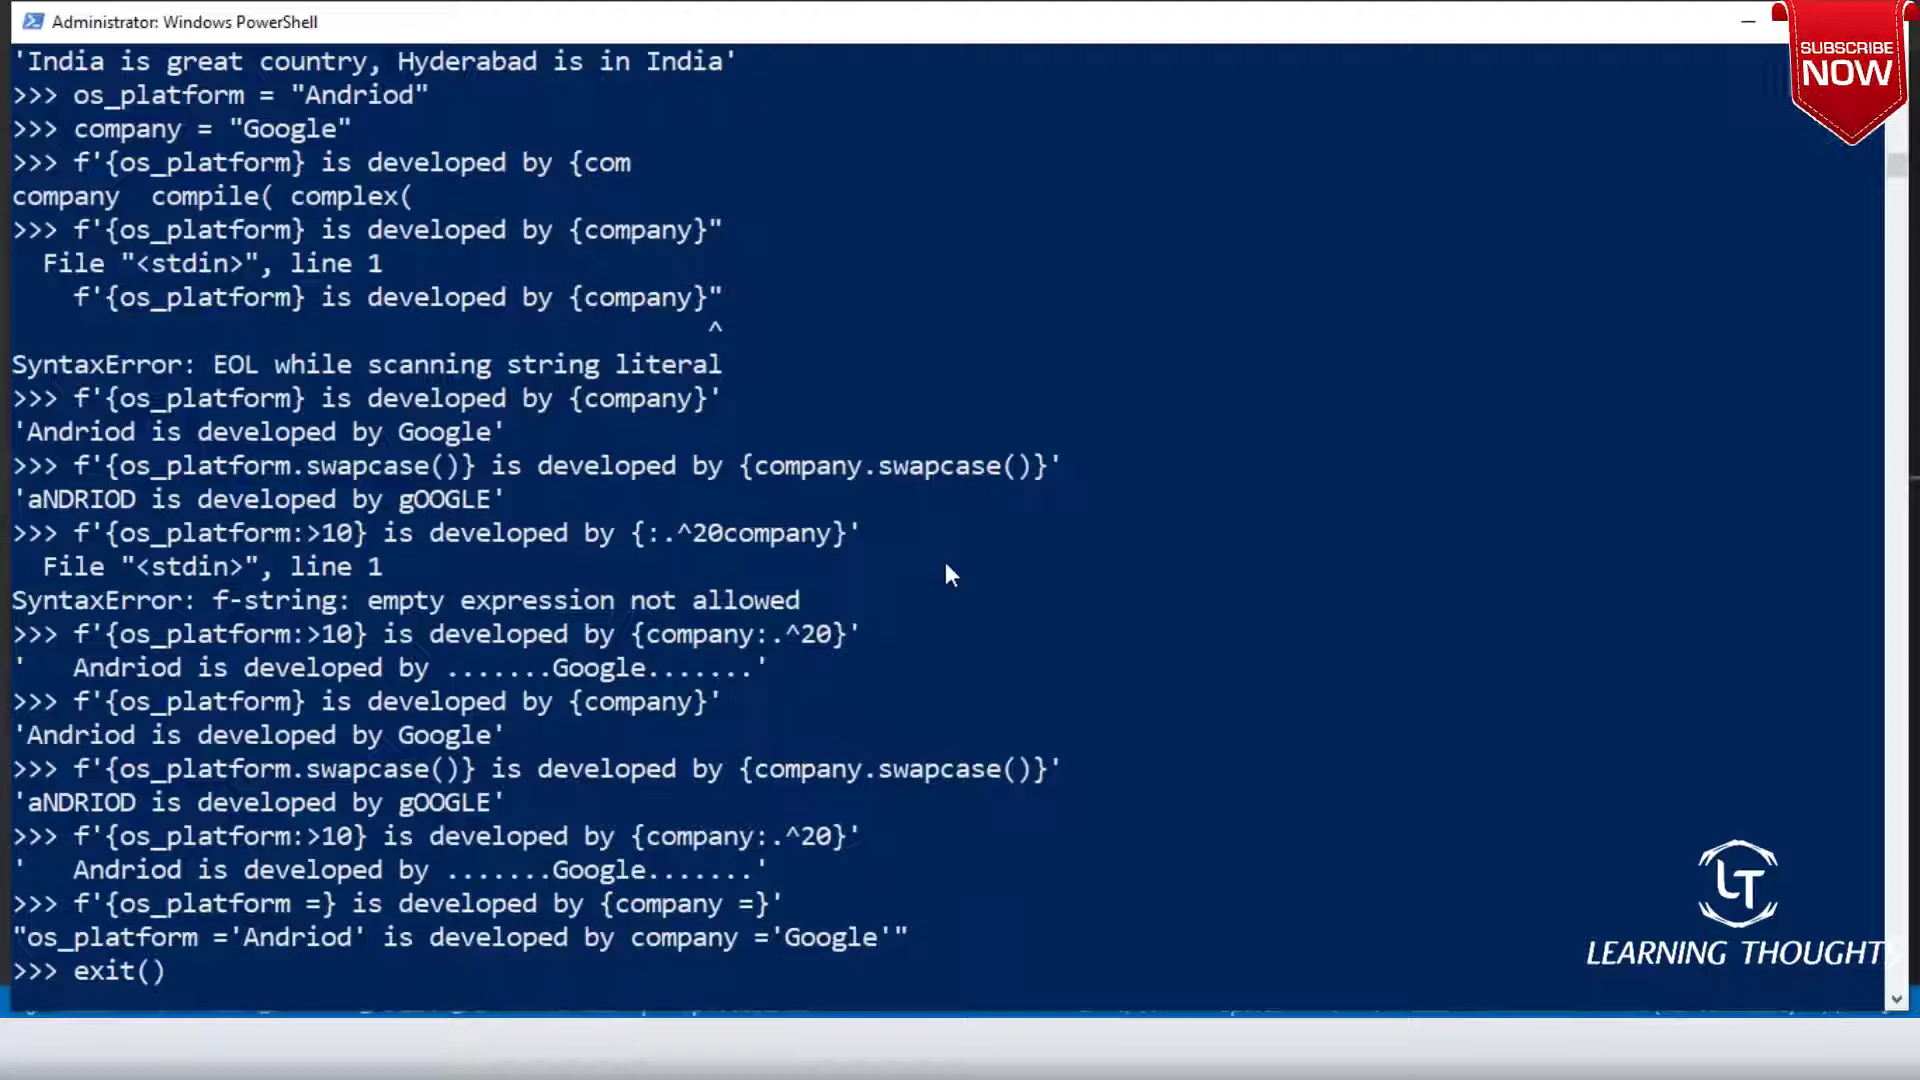 Administrator: Windows PowerShell
SUBSCRIBE
NOW
'India is great country, Hyderabad is in India'
>>> os_platform = "Andriod"
>>> company = "Google"
>>> f'{os_platform} is developed by {com
company  compile( complex(
>>> f'{os_platform} is developed by {company}"
  File "<stdin>", line 1
    f'{os_platform} is developed by {company}"
                                             ^
SyntaxError: EOL while scanning string literal
>>> f'{os_platform} is developed by {company}'
'Andriod is developed by Google'
>>> f'{os_platform.swapcase()} is developed by {company.swapcase()}'
'aNDRIOD is developed by gOOGLE'
>>> f'{os_platform:>10} is developed by {:.^20company}'
  File "<stdin>", line 1
SyntaxError: f-string: empty expression not allowed
>>> f'{os_platform:>10} is developed by {company:.^20}'
'   Andriod is developed by .......Google.......'
>>> f'{os_platform} is developed by {company}'
'Andriod is developed by Google'
>>> f'{os_platform.swapcase()} is developed by {company.swapcase()}'
'aNDRIOD is developed by gOOGLE'
>>> f'{os_platform:>10} is developed by {company:.^20}'
'   Andriod is developed by .......Google.......'
>>> f'{os_platform =} is developed by {company =}'
"os_platform ='Andriod' is developed by company ='Google'"
>>> exit()
LT
LEARNING THOUGHTS